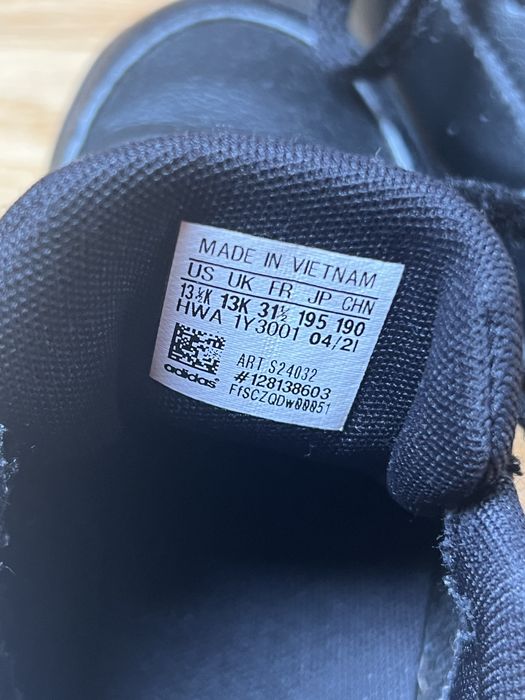 MADE IN VIETNAM
US UK FR JP CHN
13½K 13K 31½ 195 190
HWA 1Y3001 04/21
ART S24032
#128138603
FfSCZQDw00051
adidas